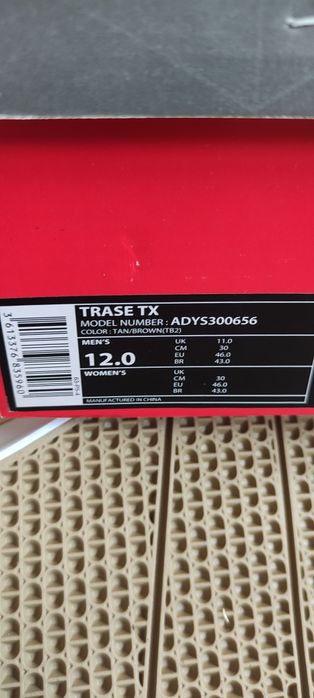 TRASE TX
MODEL NUMBER : ADYS300656
COLOR : TAN/BROWN(TB2)
MEN'S
12.0
UK 11.0
CM 30
EU 46.0
BR 43.0
WOMEN'S
UK
CM 30
EU 46.0
BR 43.0
MANUFACTURED IN CHINA
3613376835960